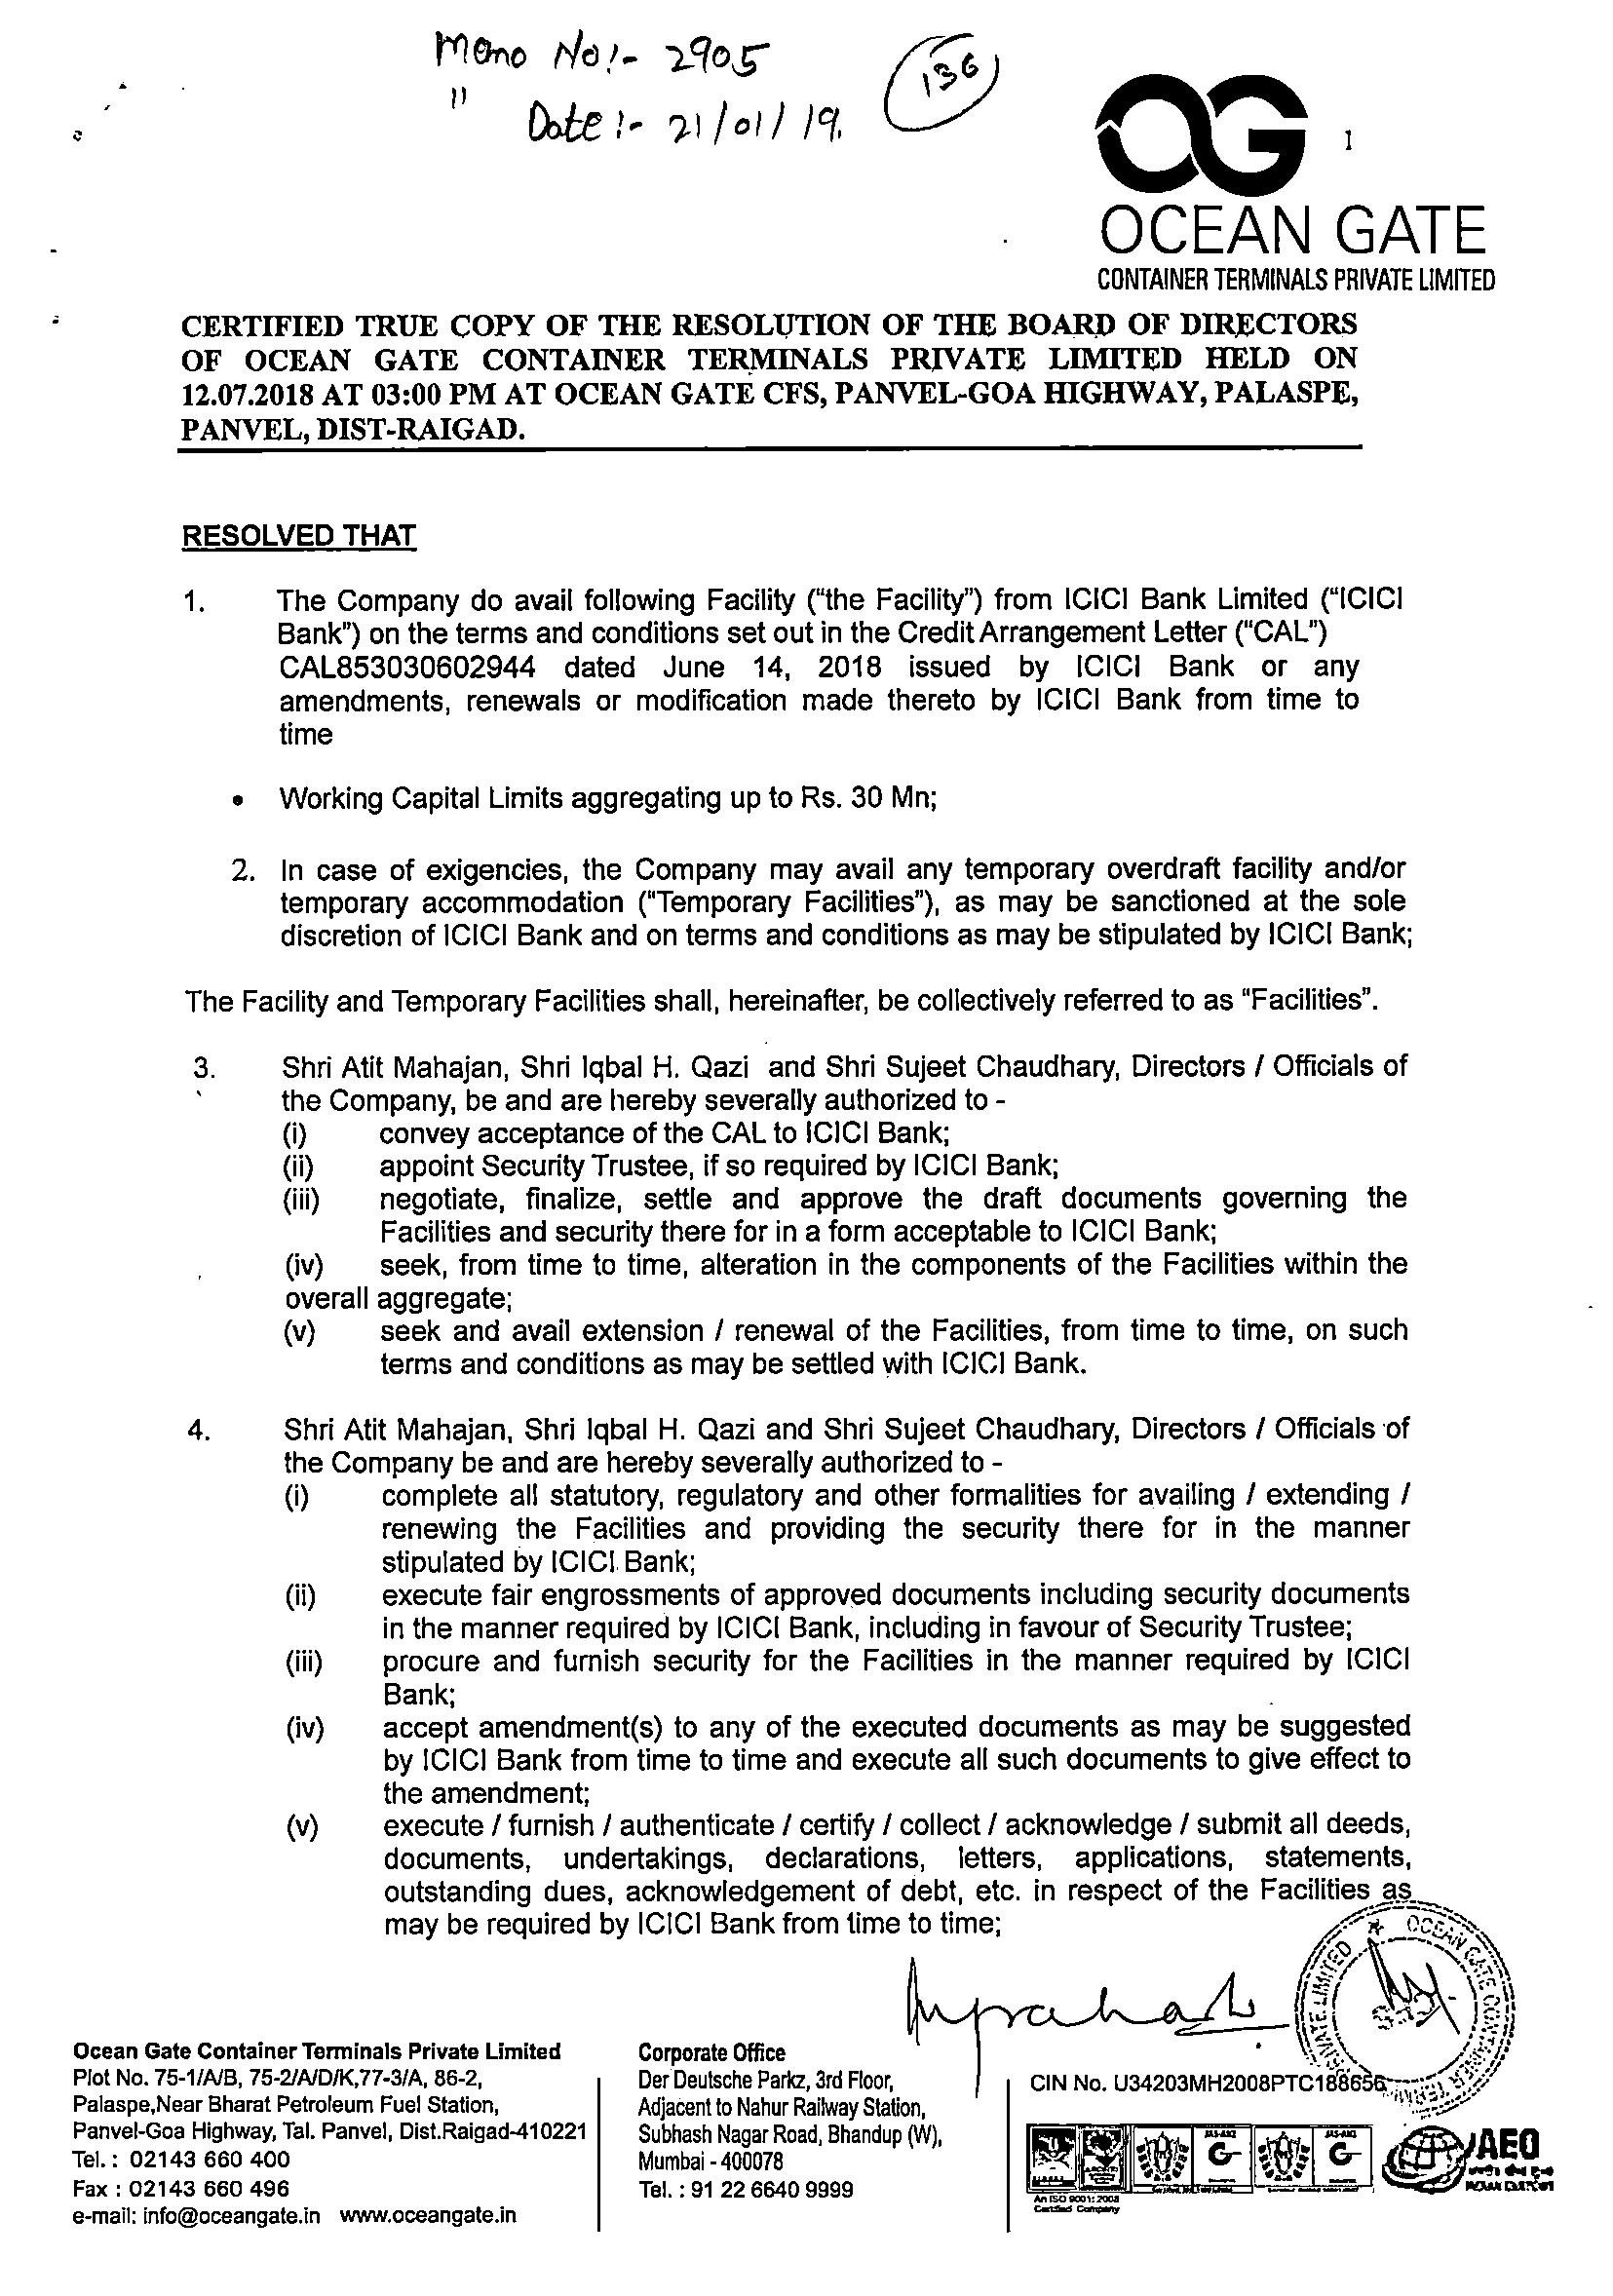 Memo No:- 2905
" Date:- 21/01/19.
136
OG
1
OCEAN GATE
CONTAINER TERMINALS PRIVATE LIMITED
CERTIFIED TRUE COPY OF THE RESOLUTION OF THE BOARD OF DIRECTORS
OF OCEAN GATE CONTAINER TERMINALS PRIVATE LIMITED HELD ON
12.07.2018 AT 03:00 PM AT OCEAN GATE CFS, PANVEL-GOA HIGHWAY, PALASPE,
PANVEL, DIST-RAIGAD.
RESOLVED THAT
1. The Company do avail following Facility ("the Facility") from ICICI Bank Limited ("ICICI
Bank") on the terms and conditions set out in the Credit Arrangement Letter ("CAL")
CAL853030602944 dated June 14, 2018 issued by ICICI Bank or any
amendments, renewals or modification made thereto by ICICI Bank from time to
time
• Working Capital Limits aggregating up to Rs. 30 Mn;
2. In case of exigencies, the Company may avail any temporary overdraft facility and/or
temporary accommodation ("Temporary Facilities"), as may be sanctioned at the sole
discretion of ICICI Bank and on terms and conditions as may be stipulated by ICICI Bank;
The Facility and Temporary Facilities shall, hereinafter, be collectively referred to as "Facilities".
3. Shri Atit Mahajan, Shri Iqbal H. Qazi and Shri Sujeet Chaudhary, Directors / Officials of
the Company, be and are hereby severally authorized to -
(i) convey acceptance of the CAL to ICICI Bank;
(ii) appoint Security Trustee, if so required by ICICI Bank;
(iii) negotiate, finalize, settle and approve the draft documents governing the
Facilities and security there for in a form acceptable to ICICI Bank;
(iv) seek, from time to time, alteration in the components of the Facilities within the
overall aggregate;
(v) seek and avail extension / renewal of the Facilities, from time to time, on such
terms and conditions as may be settled with ICICI Bank.
4. Shri Atit Mahajan, Shri Iqbal H. Qazi and Shri Sujeet Chaudhary, Directors / Officials of
the Company be and are hereby severally authorized to -
(i) complete all statutory, regulatory and other formalities for availing / extending /
renewing the Facilities and providing the security there for in the manner
stipulated by ICICI Bank;
(ii) execute fair engrossments of approved documents including security documents
in the manner required by ICICI Bank, including in favour of Security Trustee;
(iii) procure and furnish security for the Facilities in the manner required by ICICI
Bank;
(iv) accept amendment(s) to any of the executed documents as may be suggested
by ICICI Bank from time to time and execute all such documents to give effect to
the amendment;
(v) execute / furnish / authenticate / certify / collect / acknowledge / submit all deeds,
documents, undertakings, declarations, letters, applications, statements,
outstanding dues, acknowledgement of debt, etc. in respect of the Facilities as
may be required by ICICI Bank from time to time;
Ocean Gate Container Terminals Private Limited
Plot No. 75-1/A/B, 75-2/A/D/K,77-3/A, 86-2,
Palaspe,Near Bharat Petroleum Fuel Station,
Panvel-Goa Highway, Tal. Panvel, Dist.Raigad-410221
Tel. : 02143 660 400
Fax : 02143 660 496
e-mail: info@oceangate.in www.oceangate.in
Corporate Office
Der Deutsche Parkz, 3rd Floor,
Adjacent to Nahur Railway Station,
Subhash Nagar Road, Bhandup (W),
Mumbai - 400078
Tel. : 91 22 6640 9999
CIN No. U34203MH2008PTC188656
OCEAN GATE CONTAINER TERMINALS PRIVATE LIMITED
JAS-ANZ
JAS-ANZ
An ISO 9001:2008
Certified Company
AEO
INDIAN CUSTOMS